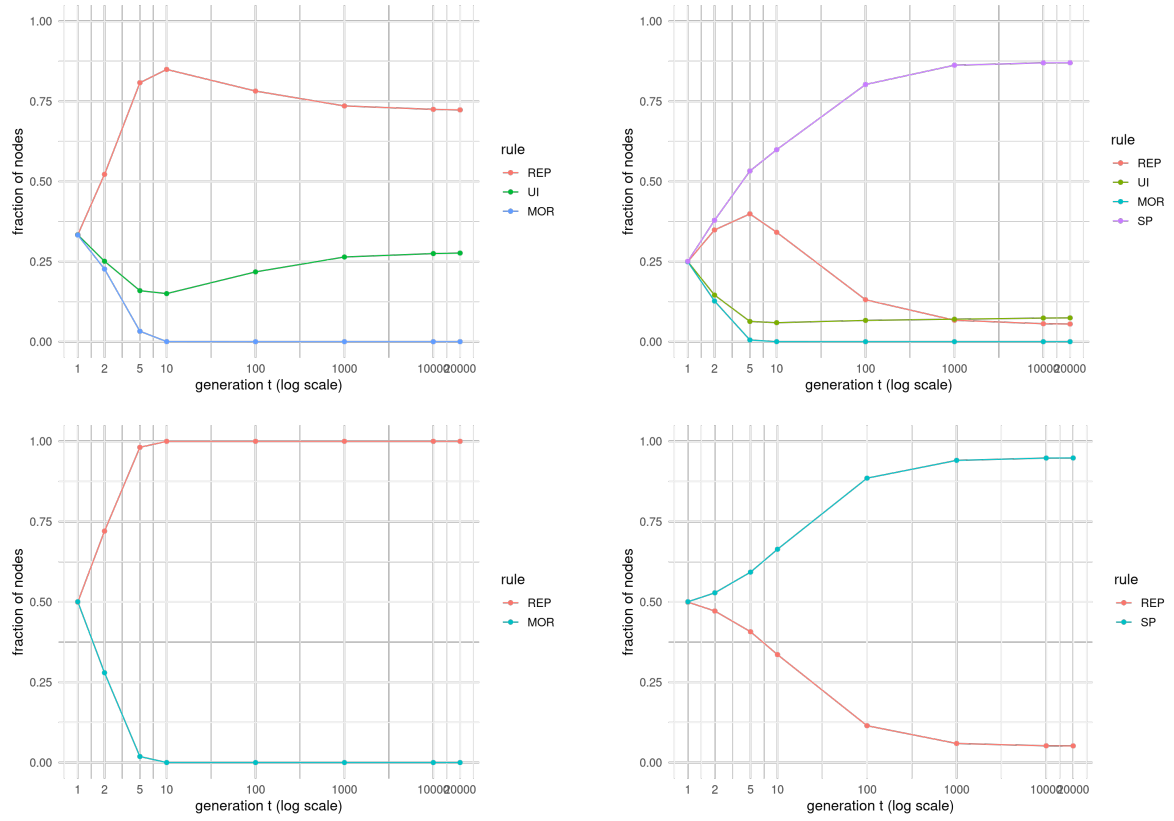 1.00
0.75
0.50
0.25
0.00
fraction of nodes
1 2 5 10 100 1000 10000 20000
generation t (log scale)
rule
REP
UI
MOR
1.00
0.75
0.50
0.25
0.00
fraction of nodes
1 2 5 10 100 1000 10000 20000
generation t (log scale)
rule
REP
UI
MOR
SP
1.00
0.75
0.50
0.25
0.00
fraction of nodes
1 2 5 10 100 1000 10000 20000
generation t (log scale)
rule
REP
MOR
1.00
0.75
0.50
0.25
0.00
fraction of nodes
1 2 5 10 100 1000 10000 20000
generation t (log scale)
rule
REP
SP